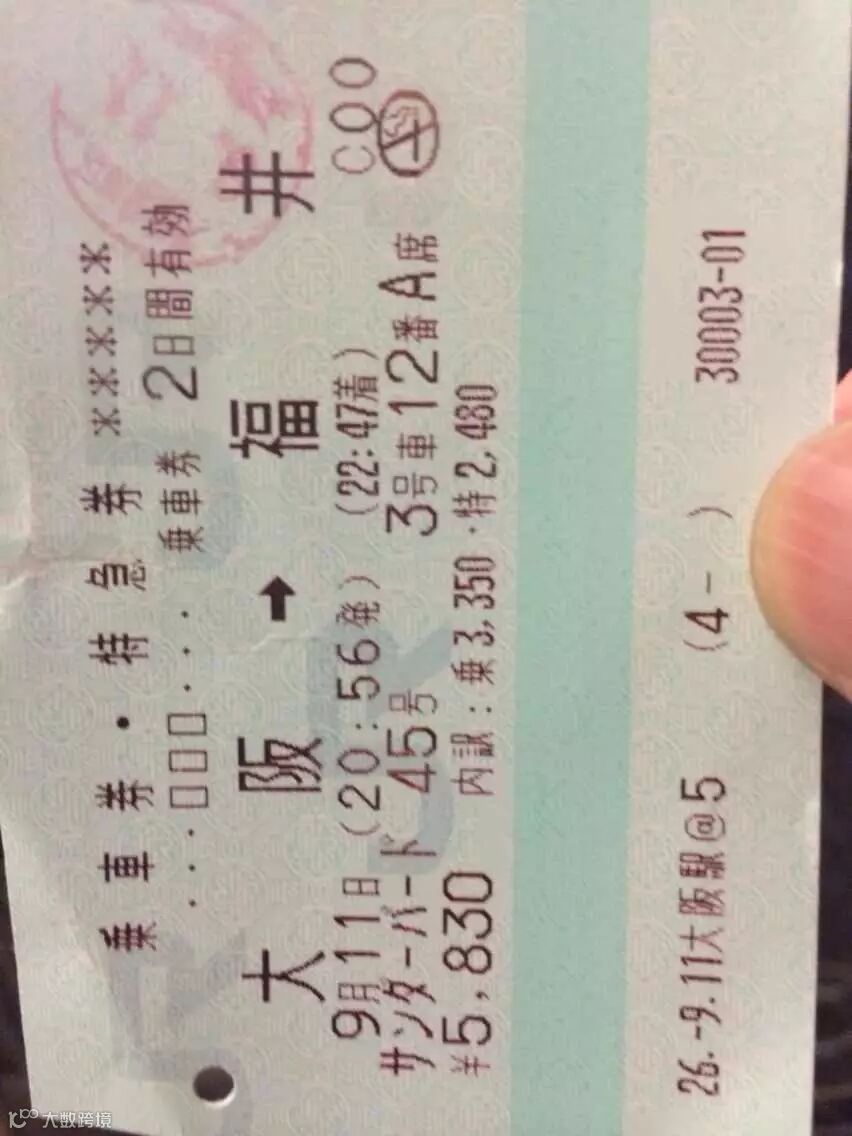 乗車券・特急券 ※※※※※
・・・□□□・・・ 乗車券 2日間有効
大阪 → 福井
9月11日 (20:56発) (22:47着) C00
サンダーバード 45号 3号車12番A席
¥5,830 内訳:乗3,350・特2,480
26.-9.11大阪駅@5 (4- ) 30003-01
大数跨境